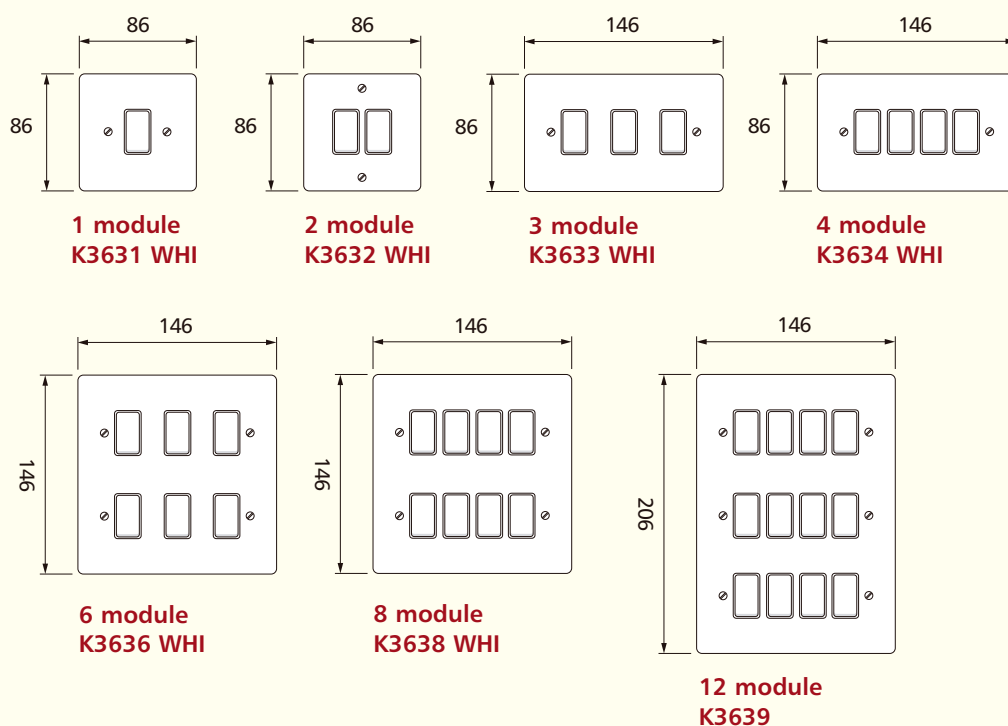 86
86
146
146
86
86
86
86
1 module
K3631 WHI
2 module
K3632 WHI
3 module
K3633 WHI
4 module
K3634 WHI
146
146
146
146
146
206
6 module
K3636 WHI
8 module
K3638 WHI
12 module
K3639